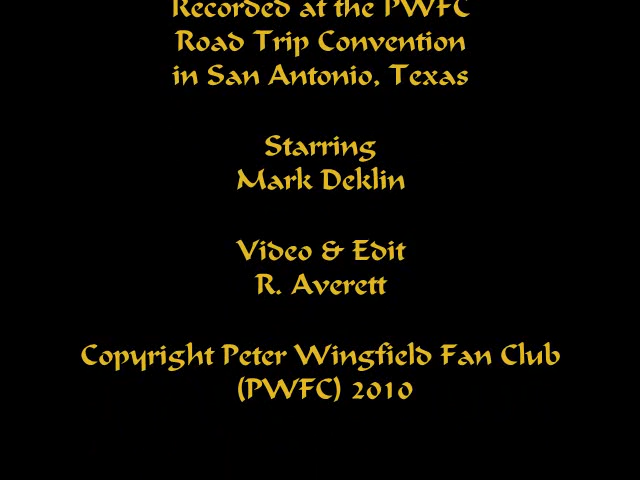 Recorded at the PWFC
Road Trip Convention
in San Antonio, Texas
Starring
Mark Deklin
Video & Edit
R. Averett
Copyright Peter Wingfield Fan Club
(PWFC) 2010